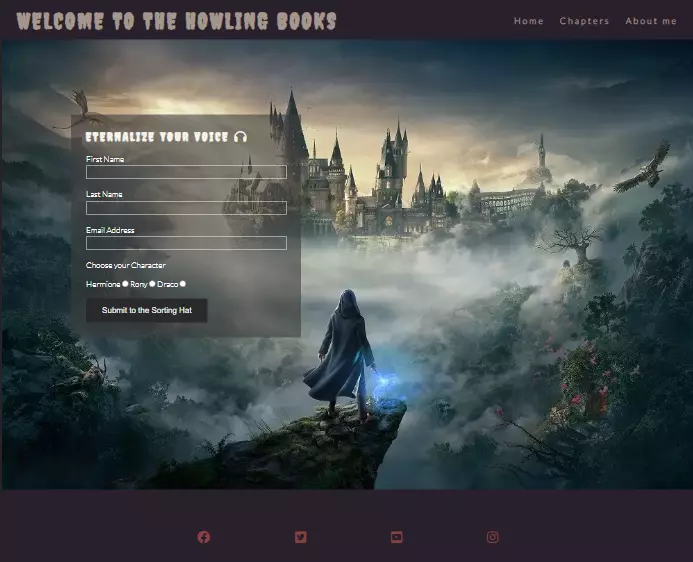 WELCOME TO THE HOWLING BOOKS
Home Chapters About me
ETERNALIZE YOUR VOICE
First Name
Last Name
Email Address
Choose your Character
Hermione Rony Draco
Submit to the Sorting Hat